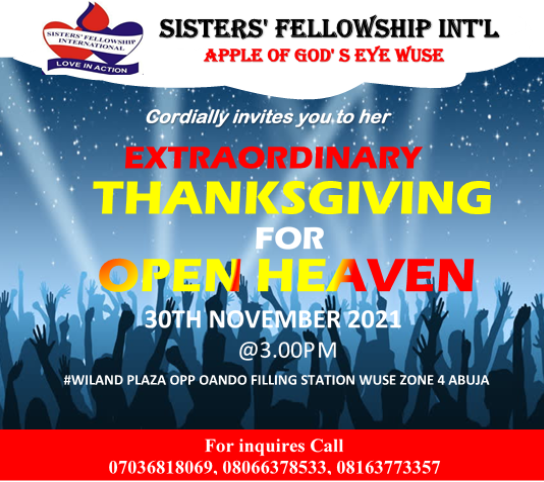 SISTERS' FELLOWSHIP
INTERNATIONAL
LOVE IN ACTION
SISTERS' FELLOWSHIP INT'L
APPLE OF GOD' S EYE WUSE
Gordially invites you to her
EXTRAORDINARY
THANKSGIVING
FOR
OPEN HEAVEN
30TH NOVEMBER 2021
@3.00PM
#WILAND PLAZA OPP OANDO FILLING STATION WUSE ZONE 4 ABUJA
For inquires Call
07036818069, 08066378533, 08163773357